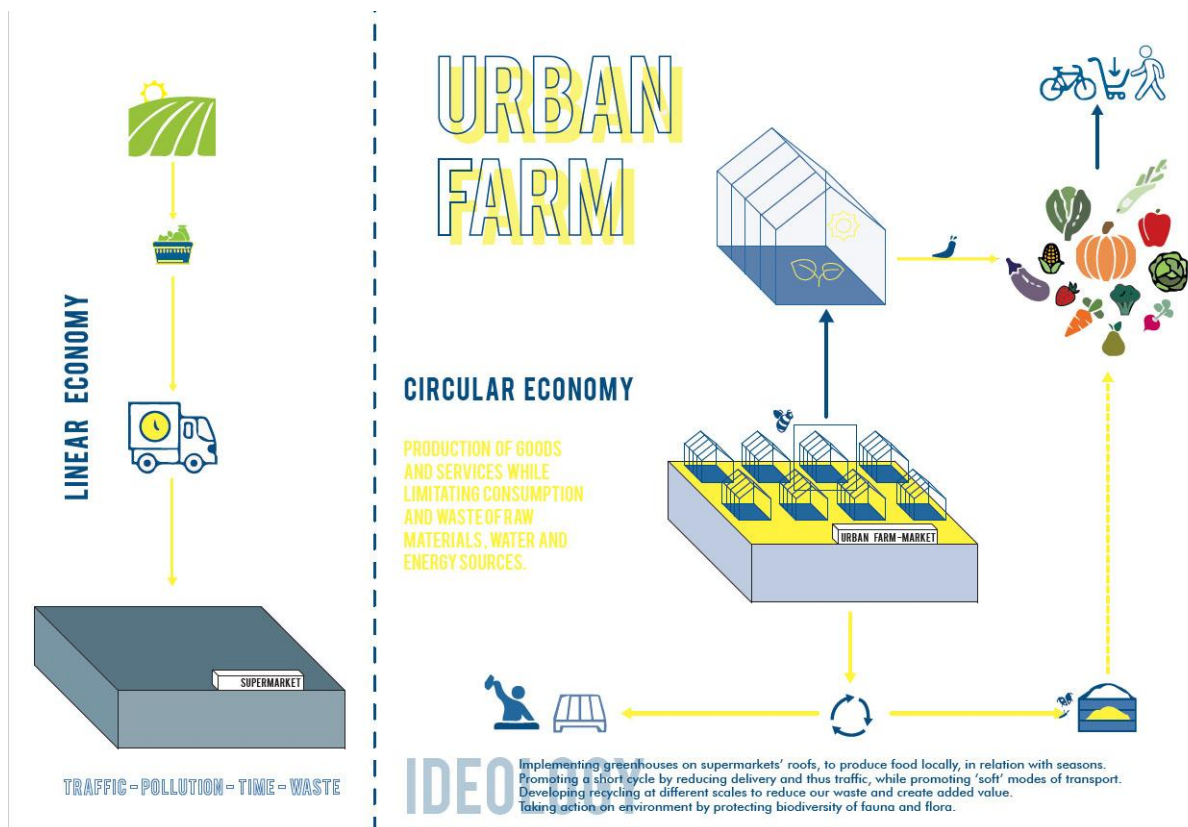 LINEAR ECONOMY
SUPERMARKET
TRAFFIC - POLLUTION - TIME - WASTE
URBAN
FARM
CIRCULAR ECONOMY
PRODUCTION OF GOODS
AND SERVICES WHILE
LIMITATING CONSUMPTION
AND WASTE OF RAW
MATERIALS, WATER AND
ENERGY SOURCES.
URBAN FARM-MARKET
IDEOLOGY
Implementing greenhouses on supermarkets' roofs, to produce food locally, in relation with seasons.
Promoting a short cycle by reducing delivery and thus traffic, while promoting 'soft' modes of transport.
Developing recycling at different scales to reduce our waste and create added value.
Taking action on environment by protecting biodiversity of fauna and flora.